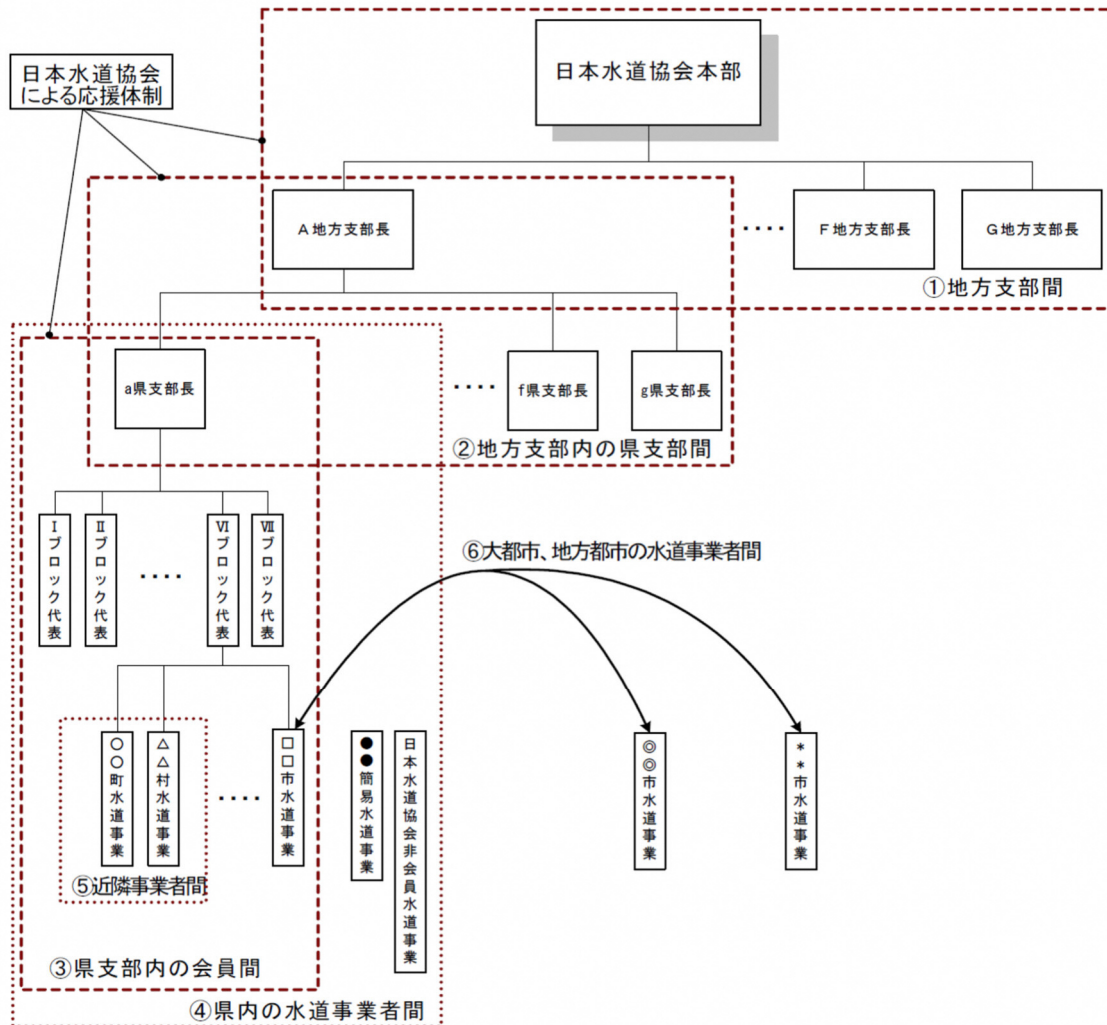 日本水道協会本部
日本水道協会
による応援体制
A地方支部長
････
F地方支部長
G地方支部長
①地方支部間
a県支部長
････
f県支部長
g県支部長
②地方支部内の県支部間
Ⅰブロック代表
Ⅱブロック代表
････
Ⅵブロック代表
Ⅶブロック代表
⑥大都市、地方都市の水道事業者間
〇〇町水道事業
△△村水道事業
････
□□市水道事業
●●簡易水道事業
日本水道協会非会員水道事業
◎◎市水道事業
＊＊市水道事業
⑤近隣事業者間
③県支部内の会員間
④県内の水道事業者間